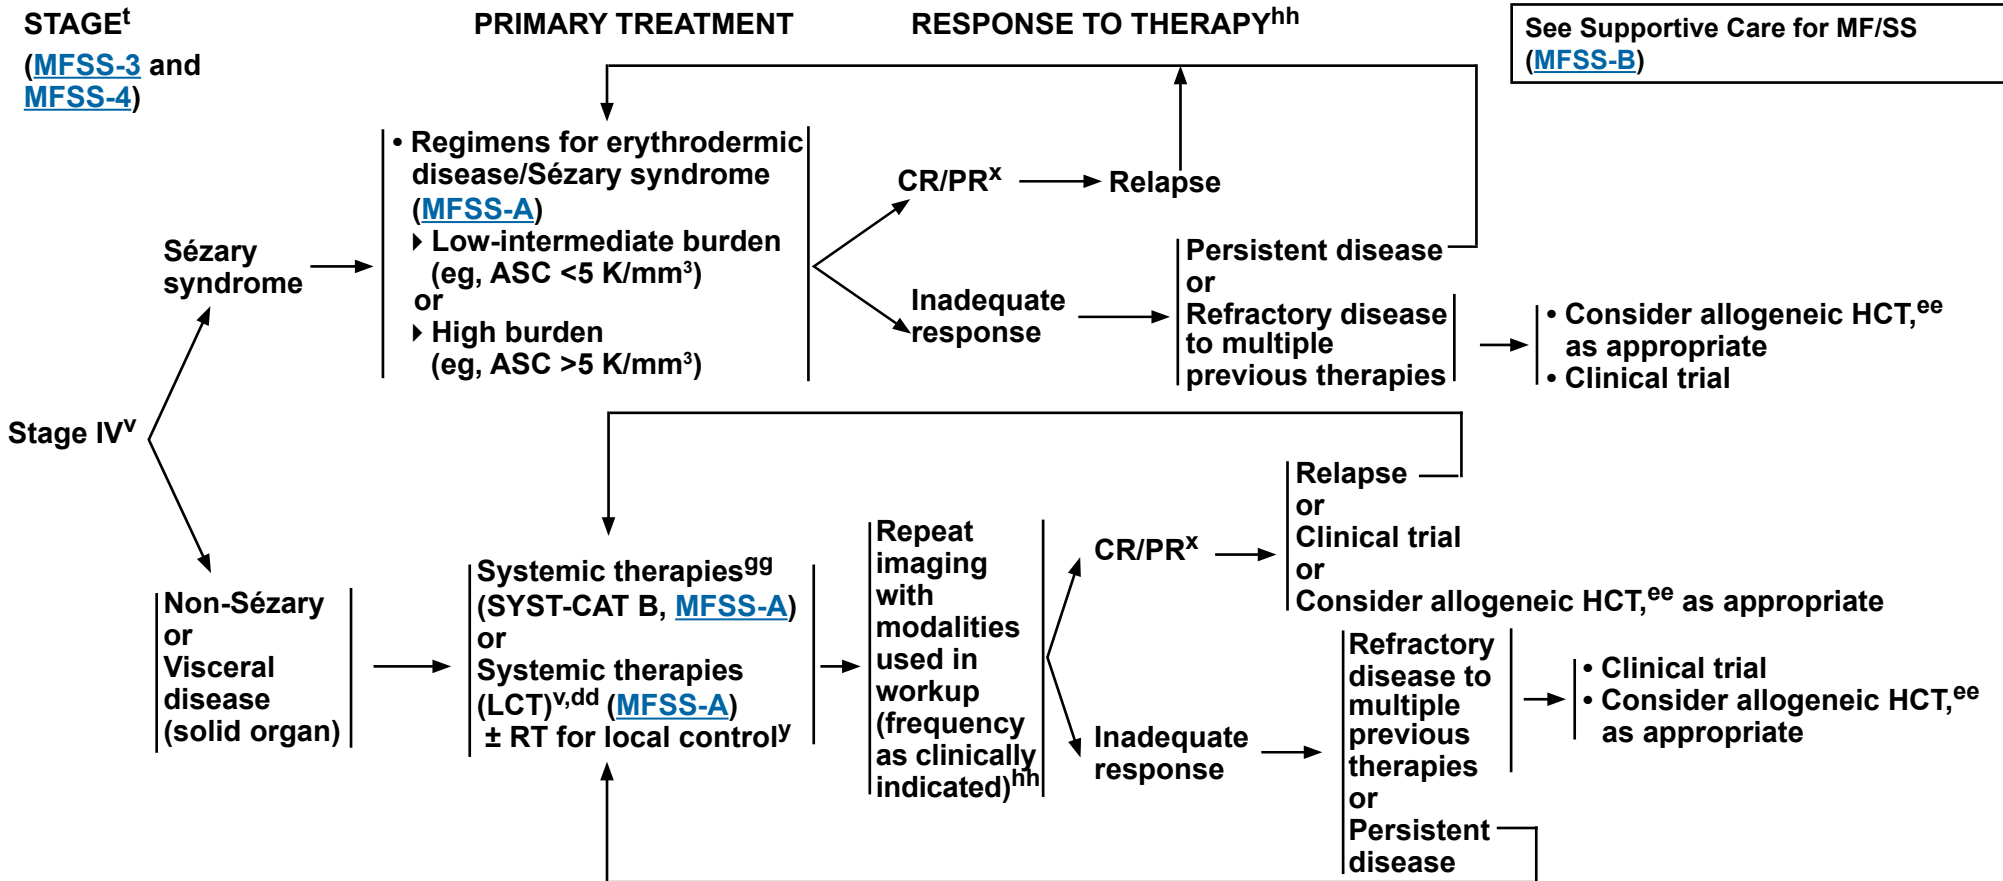 STAGEt
(MFSS-3 and
MFSS-4)
PRIMARY TREATMENT
RESPONSE TO THERAPYhh
See Supportive Care for MF/SS
(MFSS-B)
Stage IVv
Sézary
syndrome
• Regimens for erythrodermic
disease/Sézary syndrome
(MFSS-A)
▸ Low-intermediate burden
(eg, ASC <5 K/mm³)
or
▸ High burden
(eg, ASC >5 K/mm³)
CR/PRx
Relapse
Inadequate
response
Persistent disease
or
Refractory disease
to multiple
previous therapies
• Consider allogeneic HCT,ee
as appropriate
• Clinical trial
Non-Sézary
or
Visceral
disease
(solid organ)
Systemic therapiesgg
(SYST-CAT B, MFSS-A)
or
Systemic therapies
(LCT)v,dd (MFSS-A)
± RT for local controly
Repeat
imaging
with
modalities
used in
workup
(frequency
as clinically
indicated)hh
CR/PRx
Relapse
or
Clinical trial
or
Consider allogeneic HCT,ee as appropriate
Inadequate
response
Refractory
disease to
multiple
previous
therapies
or
Persistent
disease
• Clinical trial
• Consider allogeneic HCT,ee
as appropriate